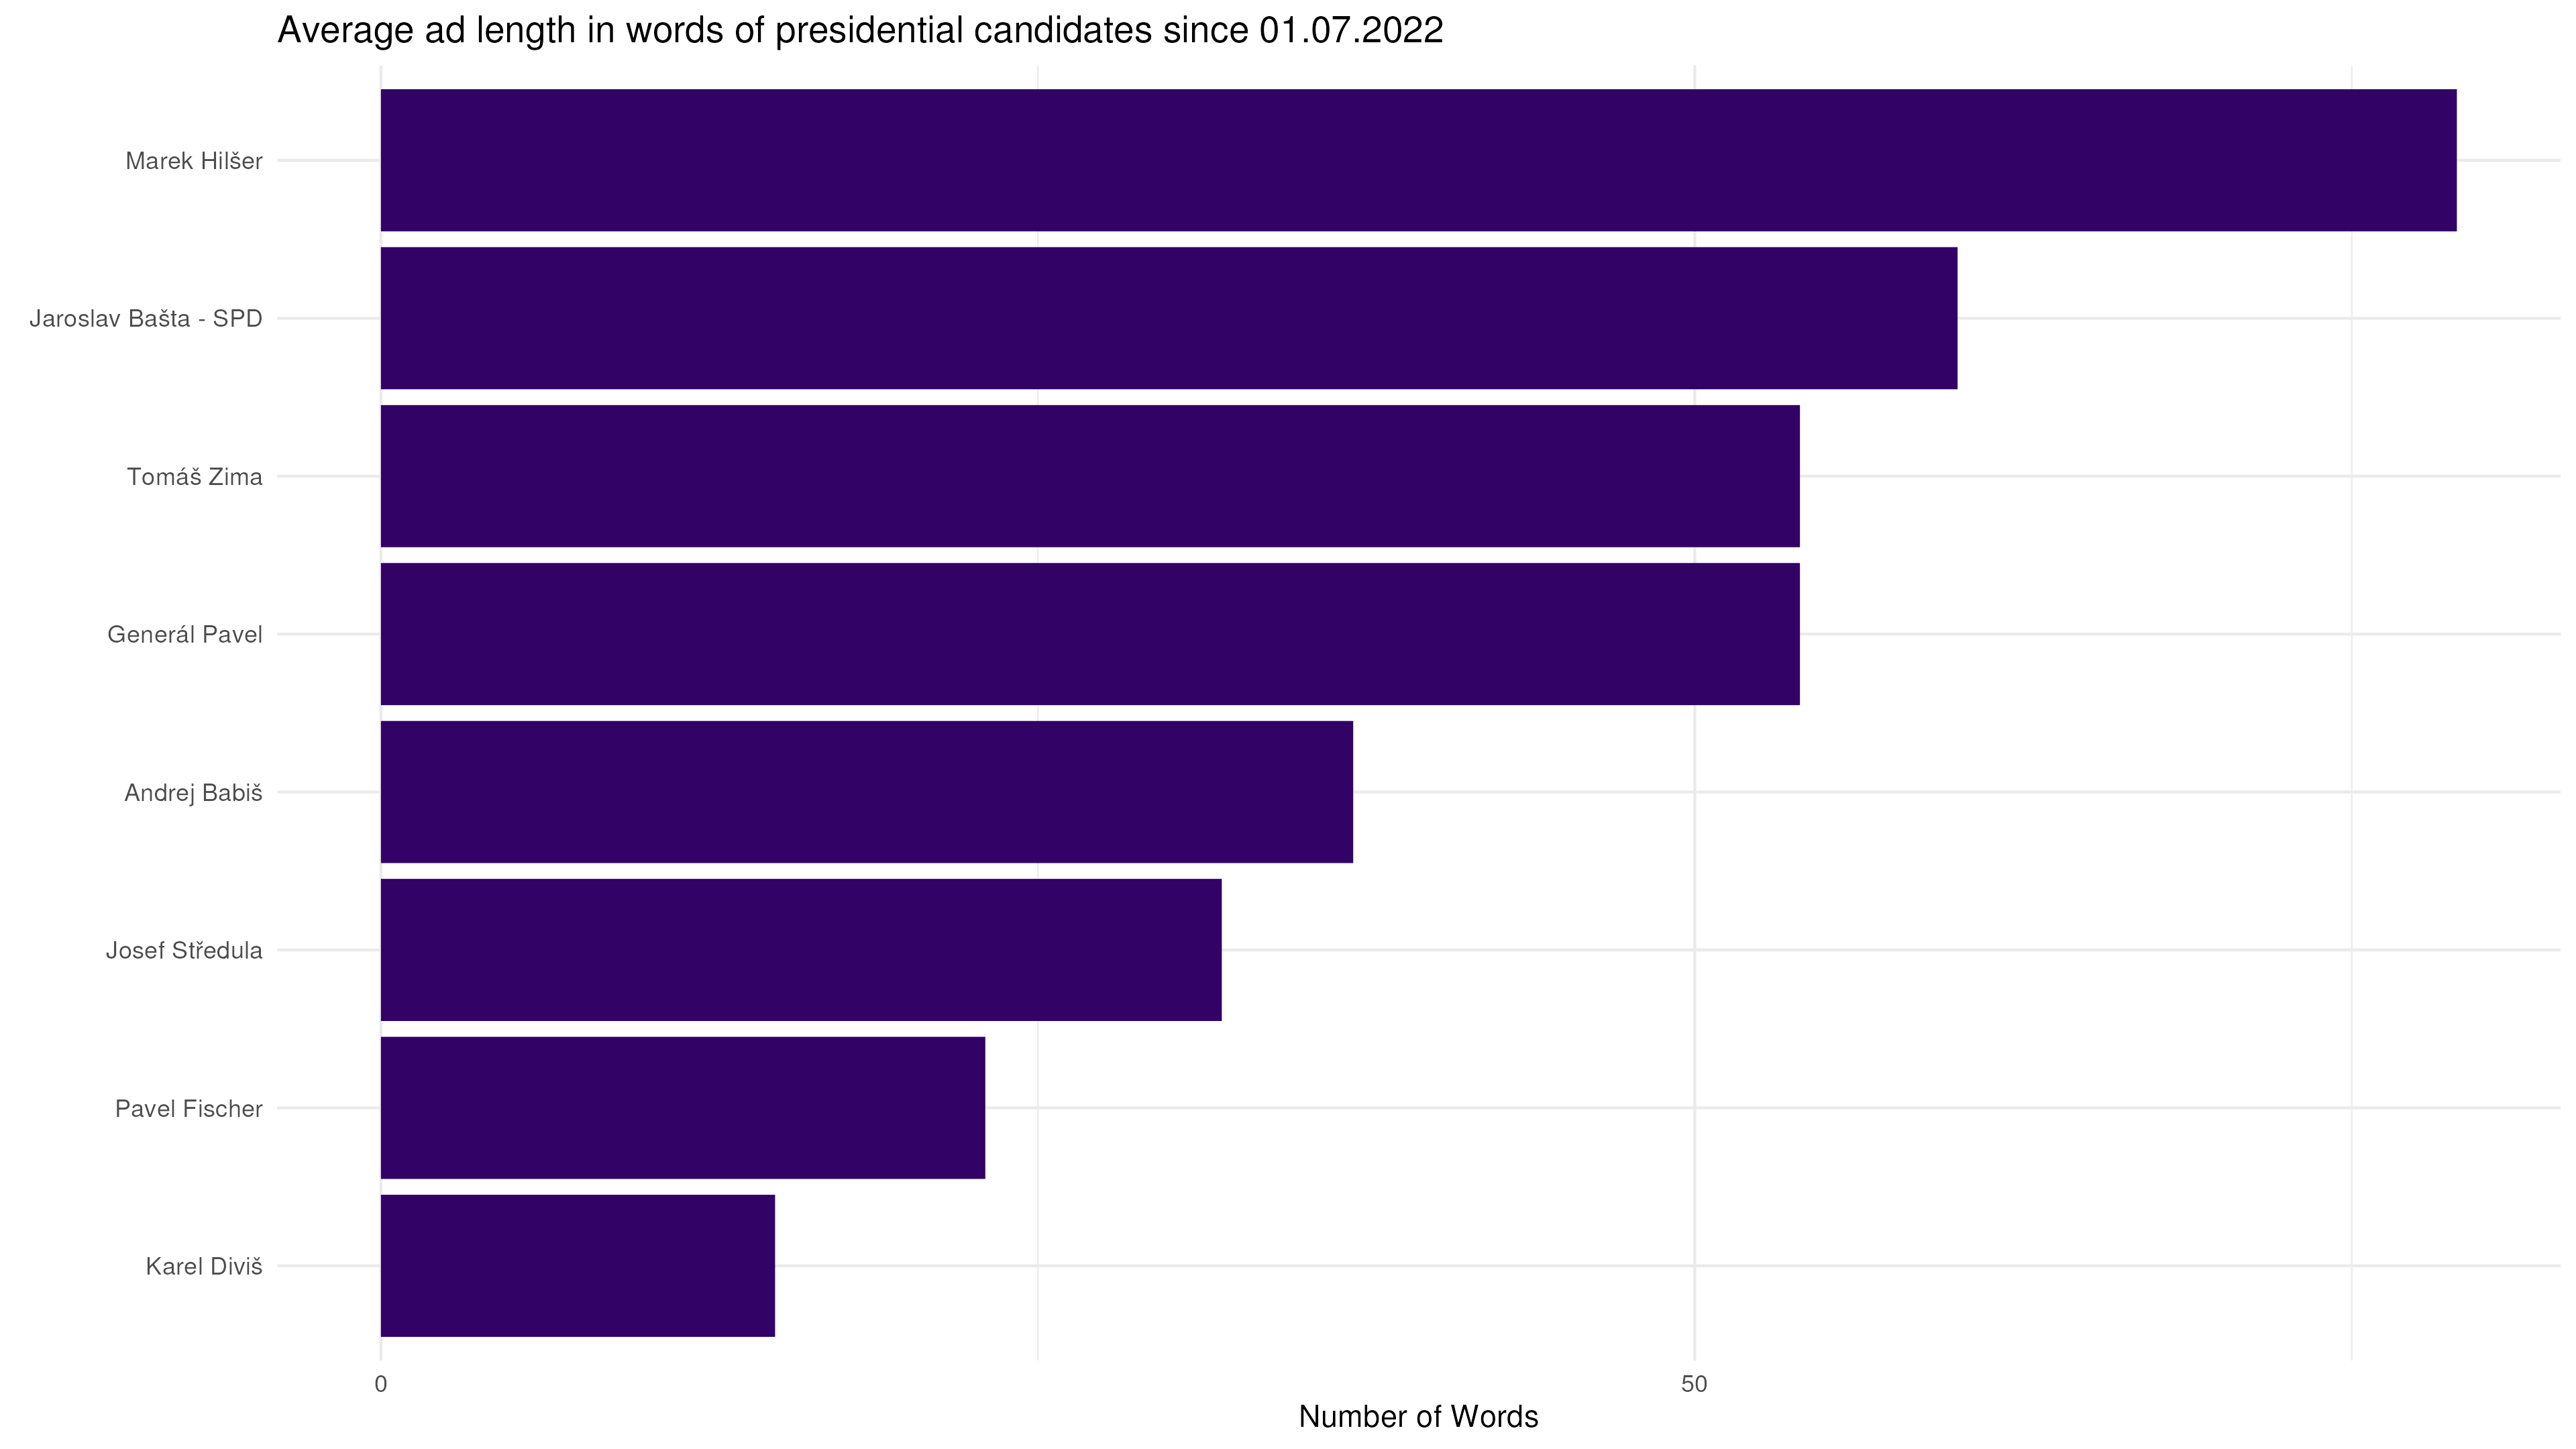 Average ad length in words of presidential candidates since 01.07.2022
Marek Hilšer
Jaroslav Bašta - SPD
Tomáš Zima
Generál Pavel
Andrej Babiš
Josef Středula
Pavel Fischer
Karel Diviš
0
50
Number of Words